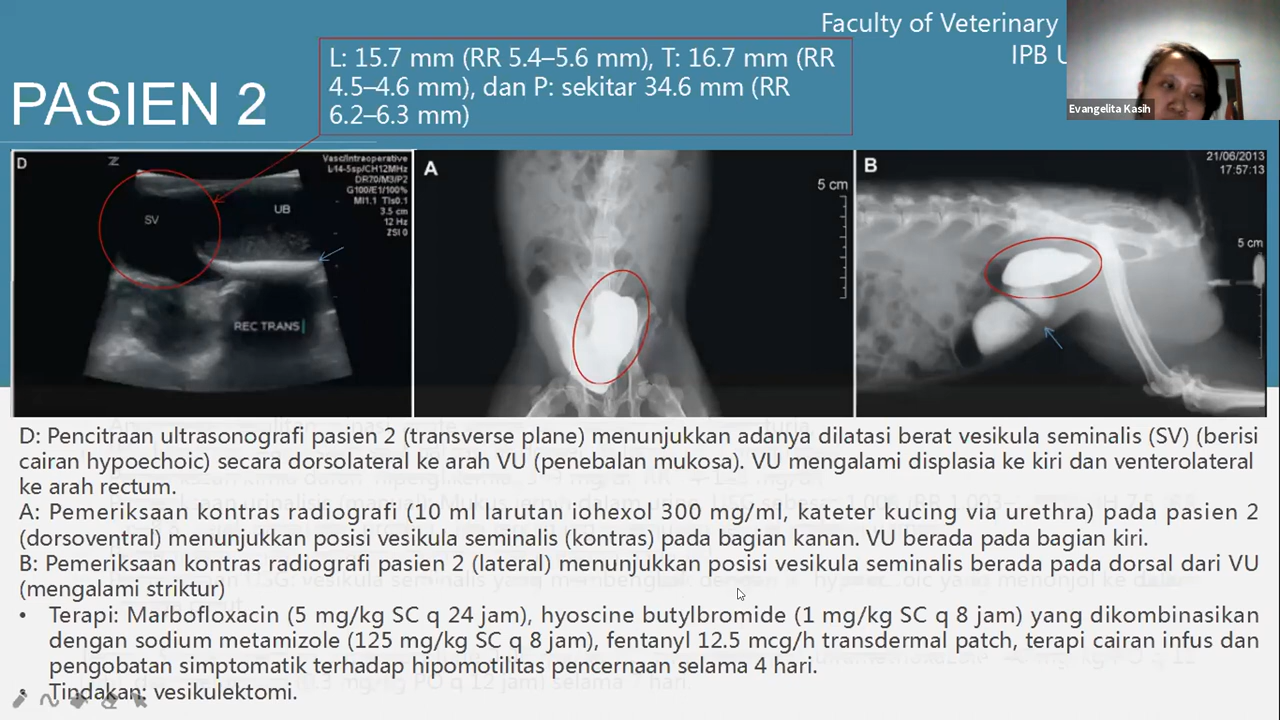 Faculty of Veterinary
IPB U
Evangelita Kasih
PASIEN 2
L: 15.7 mm (RR 5.4–5.6 mm), T: 16.7 mm (RR
4.5–4.6 mm), dan P: sekitar 34.6 mm (RR
6.2–6.3 mm)
D
Z
Vasc/Intraoperative
L/14-5sp/CH12MHz
DR70/M3/P2
G100/E1/100%
MI1.1 TIs0.1
3.5 cm
12 Hz
ZSI 0
SV
UB
REC TRANS
A
5 cm
B
21/06/2013
17:57:13
5 cm
D: Pencitraan ultrasonografi pasien 2 (transverse plane) menunjukkan adanya dilatasi berat vesikula seminalis (SV) (berisi
cairan hypoechoic) secara dorsolateral ke arah VU (penebalan mukosa). VU mengalami displasia ke kiri dan venterolateral
ke arah rectum.
A: Pemeriksaan kontras radiografi (10 ml larutan iohexol 300 mg/ml, kateter kucing via urethra) pada pasien 2
(dorsoventral) menunjukkan posisi vesikula seminalis (kontras) pada bagian kanan. VU berada pada bagian kiri.
B: Pemeriksaan kontras radiografi pasien 2 (lateral) menunjukkan posisi vesikula seminalis berada pada dorsal dari VU
(mengalami striktur)
• Terapi: Marbofloxacin (5 mg/kg SC q 24 jam), hyoscine butylbromide (1 mg/kg SC q 8 jam) yang dikombinasikan
dengan sodium metamizole (125 mg/kg SC q 8 jam), fentanyl 12.5 mcg/h transdermal patch, terapi cairan infus dan
pengobatan simptomatik terhadap hipomotilitas pencernaan selama 4 hari.
• Tindakan: vesikulektomi.